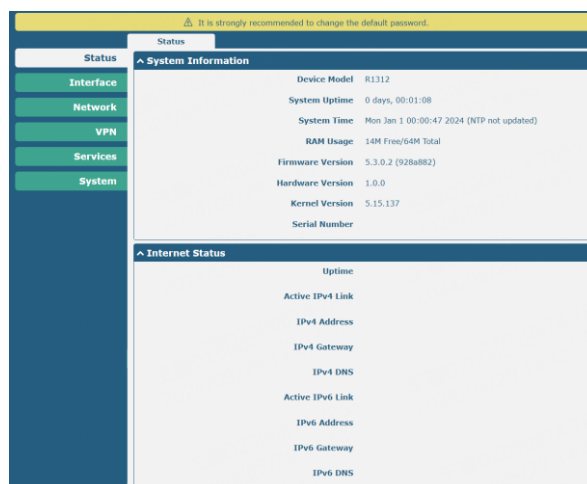 It is strongly recommended to change the default password.
Status
Status
Interface
Network
VPN
Services
System
System Information
Device Model R1312
System Uptime 0 days, 00:01:08
System Time Mon Jan 1 00:00:47 2024 (NTP not updated)
RAM Usage 14M Free/64M Total
Firmware Version 5.3.0.2 (928a882)
Hardware Version 1.0.0
Kernel Version 5.15.137
Serial Number
Internet Status
Uptime
Active IPv4 Link
IPv4 Address
IPv4 Gateway
IPv4 DNS
Active IPv6 Link
IPv6 Address
IPv6 Gateway
IPv6 DNS